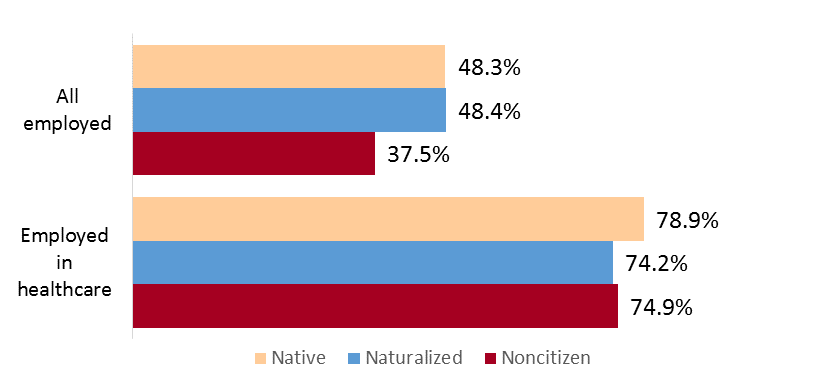 All
employed
48.3%
48.4%
37.5%
Employed
in
healthcare
78.9%
74.2%
74.9%
Native Naturalized Noncitizen